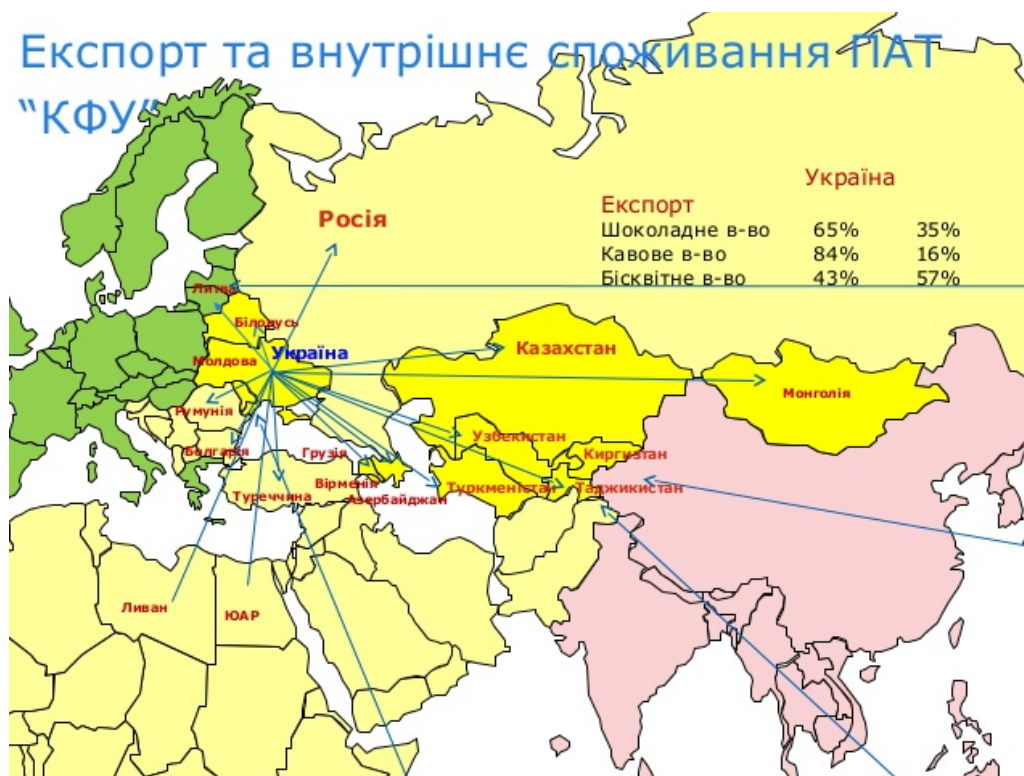 Експорт та внутрішнє споживання ПАТ
“КФУ”
Україна
Експорт
Шоколадне в-во 65% 35%
Кавове в-во 84% 16%
Бісквітне в-во 43% 57%
Росія
Литва
Білорусь
Україна
Молдова
Казахстан
Монголія
Румунія
Узбекистан
Болгарія
Грузія
Киргизтан
Вірменія
Туреччина
Азербайджан
Туркменістан
Таджикистан
Ливан
ЮАР